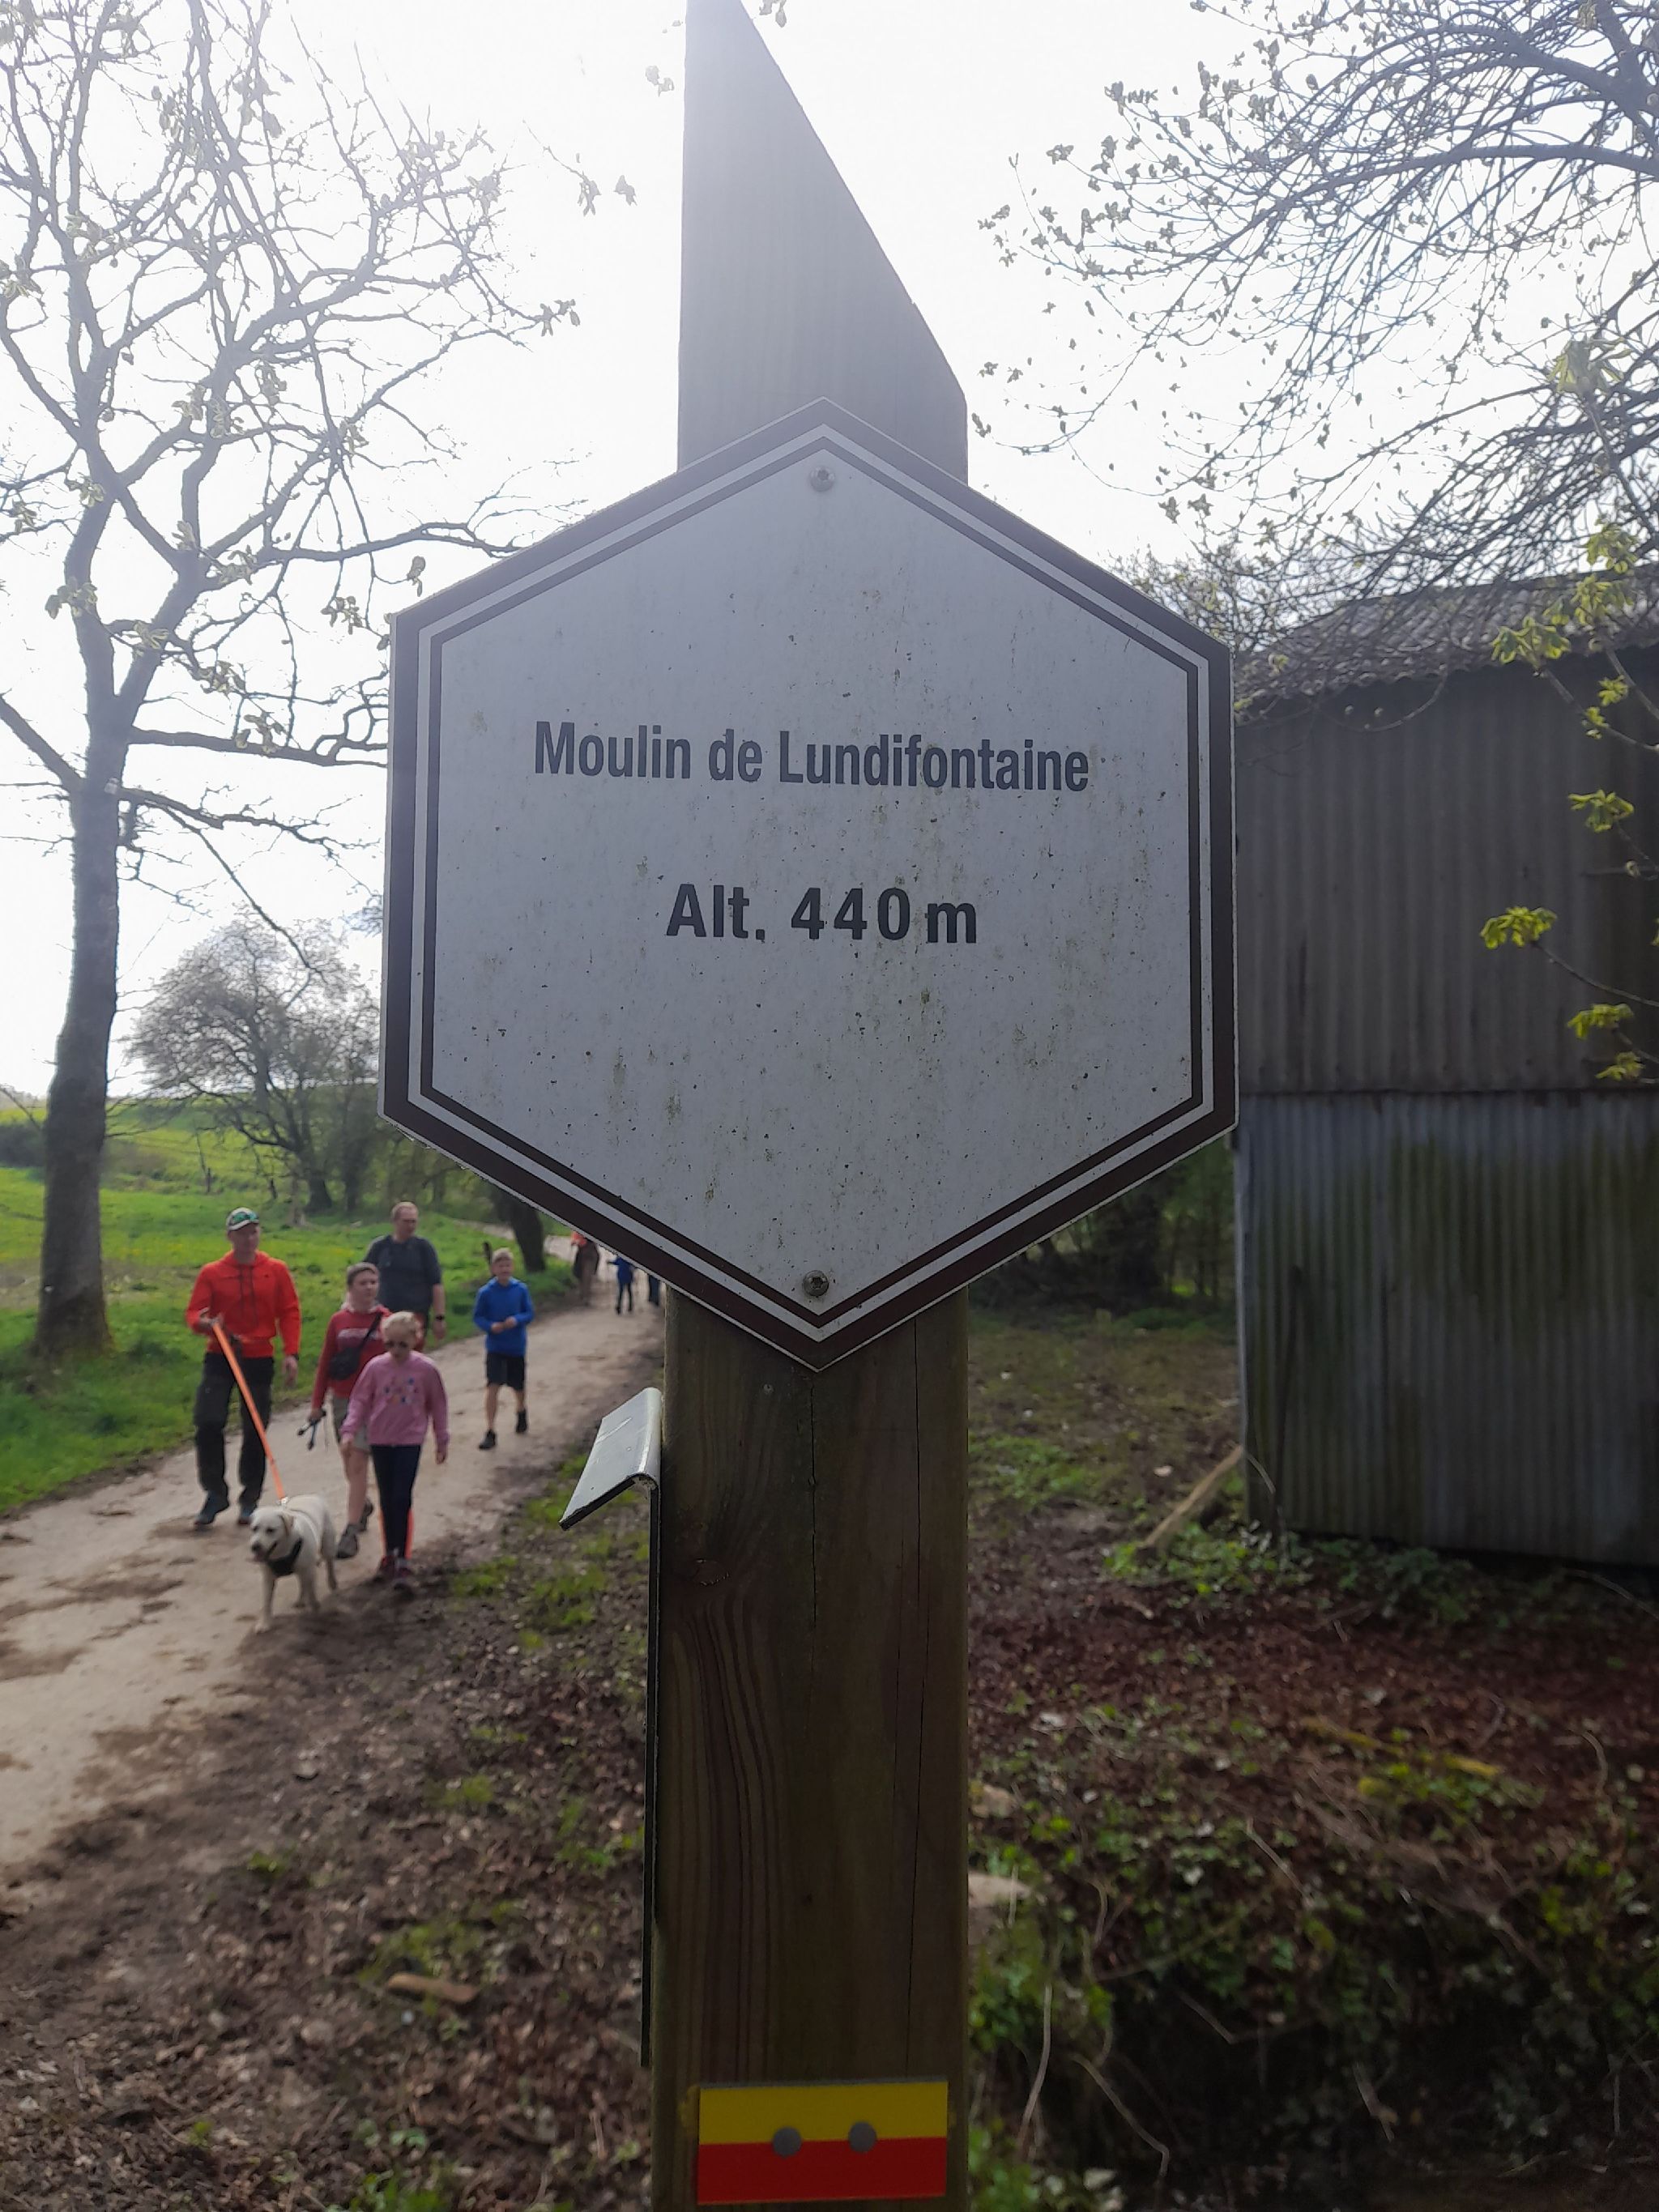 Moulin de Lundifontaine
Alt. 440 m